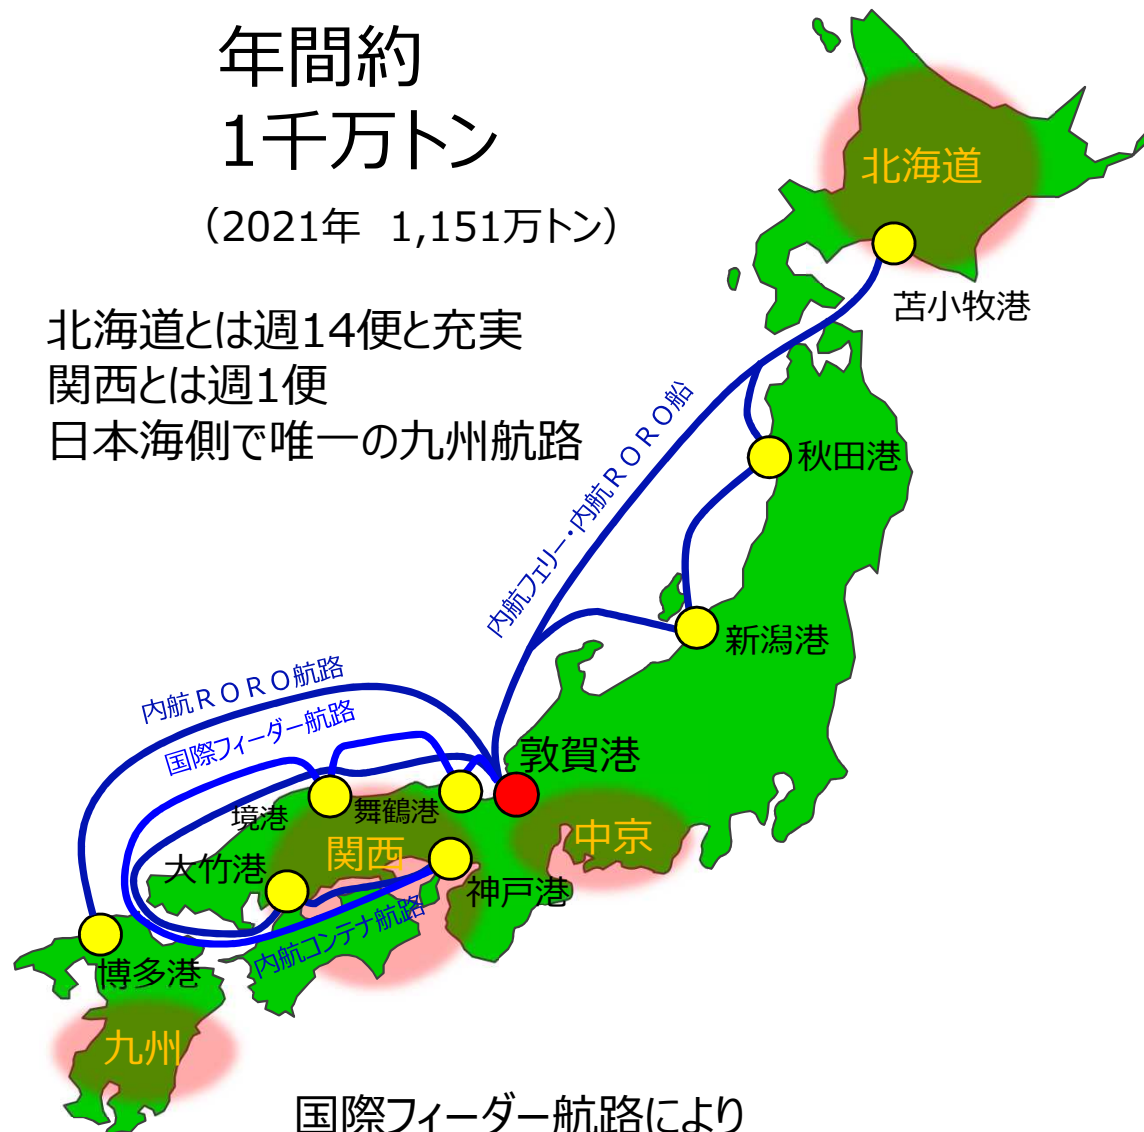 年間約
1千万トン
（2021年　1,151万トン）
北海道とは週14便と充実
関西とは週1便
日本海側で唯一の九州航路
北海道
苫小牧港
内航フェリー・内航ＲＯＲＯ船
秋田港
新潟港
内航ＲＯＲＯ航路
国際フィーダー航路
敦賀港
境港
舞鶴港
中京
関西
大竹港
神戸港
内航コンテナ航路
博多港
九州
国際フィーダー航路により